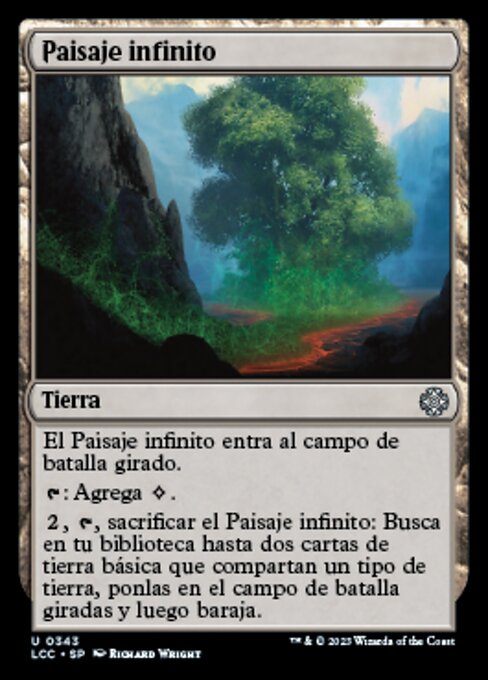 Paisaje infinito
Tierra
El Paisaje infinito entra al campo de
batalla girado.
: Agrega .
2, , sacrificar el Paisaje infinito: Busca
en tu biblioteca hasta dos cartas de
tierra básica que compartan un tipo de
tierra, ponlas en el campo de batalla
giradas y luego baraja.
U 0343
LCC • SP Richard Wright
™ & © 2023 Wizards of the Coast